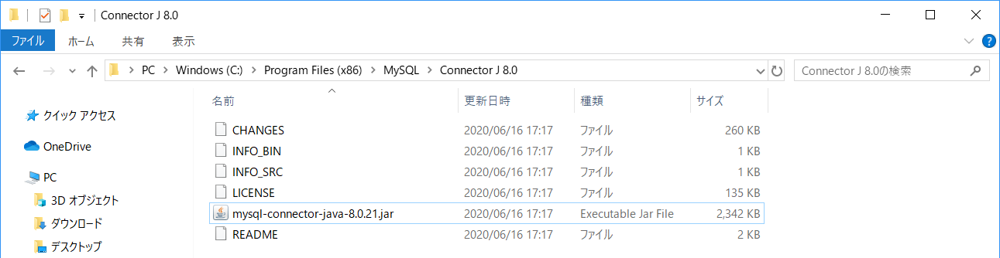 Connector J 8.0
ファイル ホーム 共有 表示
PC > Windows (C:) > Program Files (x86) > MySQL > Connector J 8.0 Connector J 8.0の検索
名前 更新日時 種類 サイズ
クイック アクセス
OneDrive
PC
3D オブジェクト
ダウンロード
デスクトップ
CHANGES 2020/06/16 17:17 ファイル 260 KB
INFO_BIN 2020/06/16 17:17 ファイル 1 KB
INFO_SRC 2020/06/16 17:17 ファイル 1 KB
LICENSE 2020/06/16 17:17 ファイル 135 KB
mysql-connector-java-8.0.21.jar 2020/06/16 17:17 Executable Jar File 2,342 KB
README 2020/06/16 17:17 ファイル 2 KB